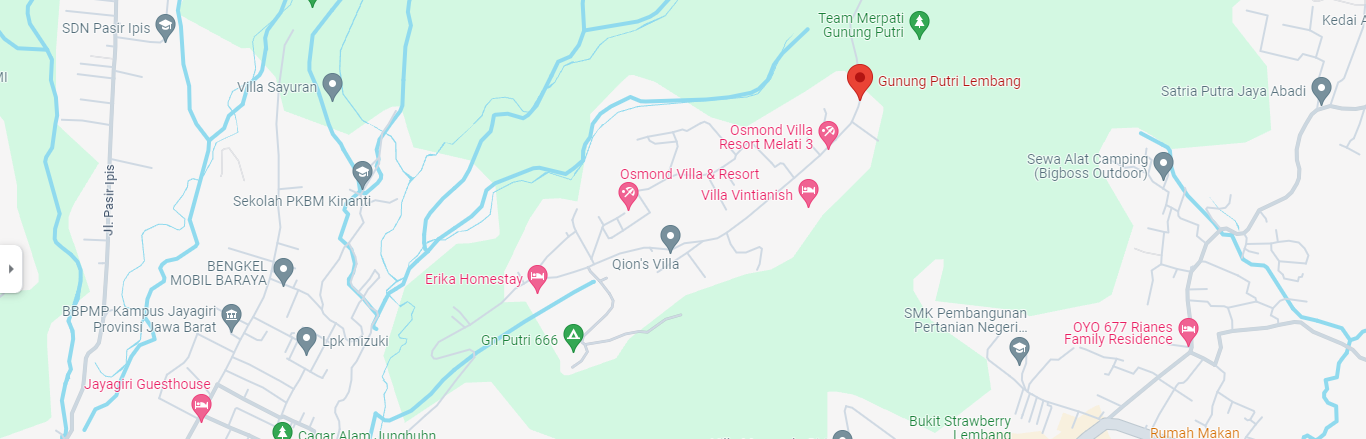 SDN Pasir Ipis
Team Merpati
Gunung Putri
Kedai A
MI
Villa Sayuran
Gunung Putri Lembang
Satria Putra Jaya Abadi
Osmond Villa
Resort Melati 3
Sewa Alat Camping
(Bigboss Outdoor)
Osmond Villa & Resort
Sekolah PKBM Kinanti
Villa Vintianish
Jl. Pasir Ipis
BENGKEL
MOBIL BARAYA
Qion's Villa
Erika Homestay
BBPMP Kampus Jayagiri
Provinsi Jawa Barat
SMK Pembangunan
Pertanian Negeri...
OYO 677 Rianes
Family Residence
Lpk mizuki
Gn Putri 666
Jayagiri Guesthouse
Bukit Strawberry
Lembang
Cagar Alam Junghuhn
Rumah Makan